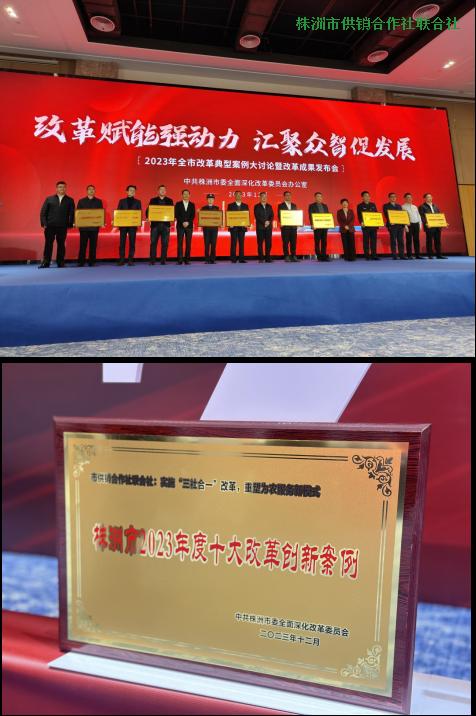 株洲市供销合作社联合社
改革赋能强动力 汇聚众智促发展
[ 2023年全市改革典型案例大讨论暨改革成果发布会 ]
中共株洲市委全面深化改革委员会办公室
市供销合作社联合社：实施“三社合一”改革，重塑为农服务新模式
株洲市2023年度十大改革创新案例
中共株洲市委全面深化改革委员会
二〇二三年十二月